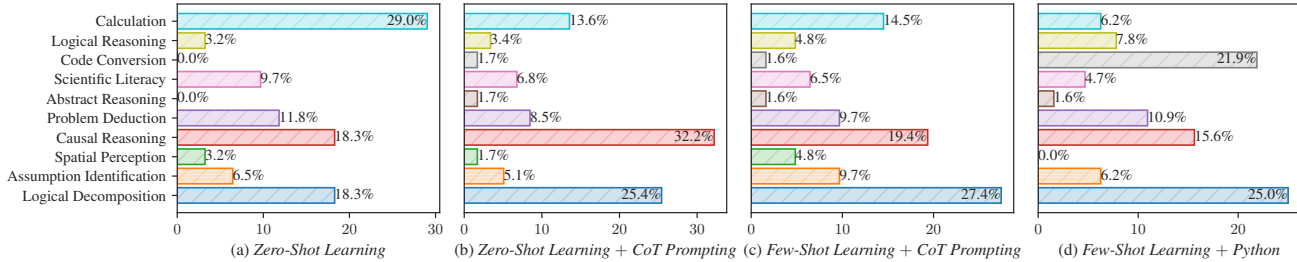 Calculation 29.0% 13.6% 14.5% 6.2%
Logical Reasoning 3.2% 3.4% 4.8% 7.8%
Code Conversion 0.0% 1.7% 1.6% 21.9%
Scientific Literacy 9.7% 6.8% 6.5% 4.7%
Abstract Reasoning 0.0% 1.7% 1.6% 1.6%
Problem Deduction 11.8% 8.5% 9.7% 10.9%
Causal Reasoning 18.3% 32.2% 19.4% 15.6%
Spatial Perception 3.2% 1.7% 4.8% 0.0%
Assumption Identification 6.5% 5.1% 9.7% 6.2%
Logical Decomposition 18.3% 25.4% 27.4% 25.0%
0 10 20 30 0 10 20 30 0 10 20 0 10 20
(a) Zero-Shot Learning (b) Zero-Shot Learning + CoT Prompting (c) Few-Shot Learning + CoT Prompting (d) Few-Shot Learning + Python